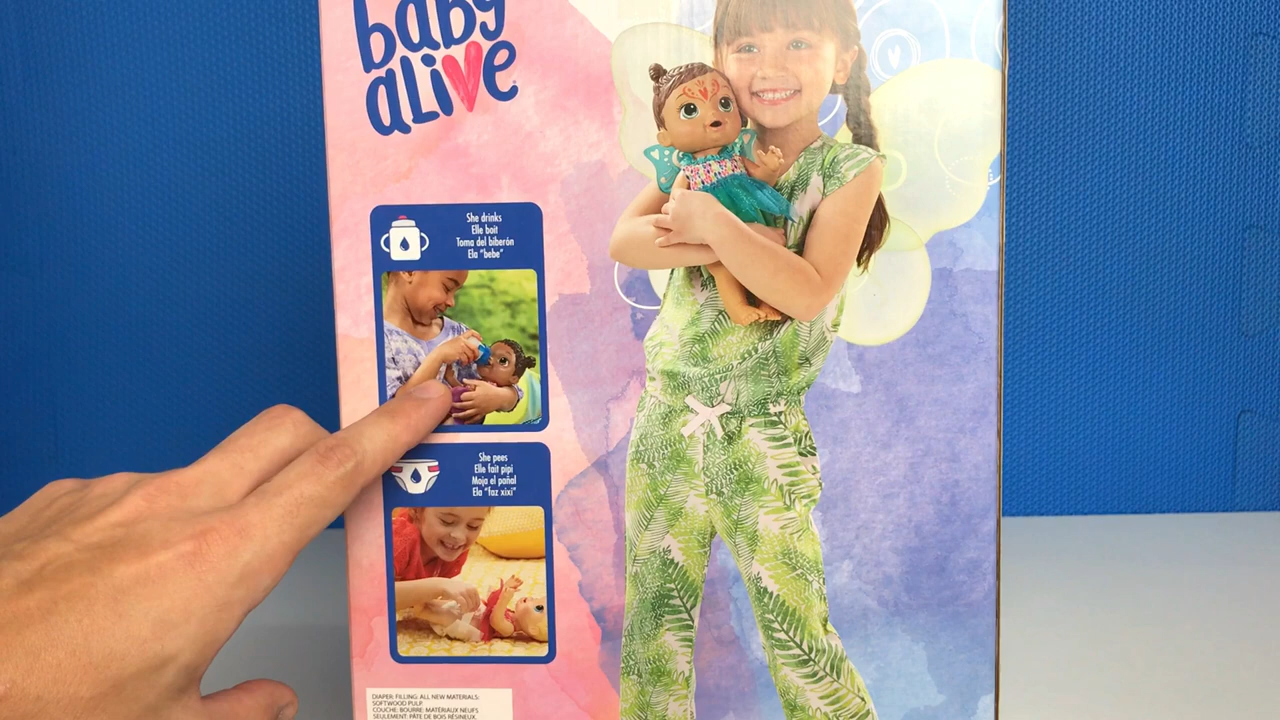 baby
alive
She drinks
Elle boit
Toma del biberón
Ela "bebe"
She pees
Elle fait pipi
Moja el pañal
Ela "faz xixi"
DIAPER: FILLING: ALL NEW MATERIALS:
SOFTWOOD PULP.
COUCHE: BOURRE: MATÉRIAUX NEUFS
SEULEMENT: PÂTE DE BOIS RÉSINEUX.